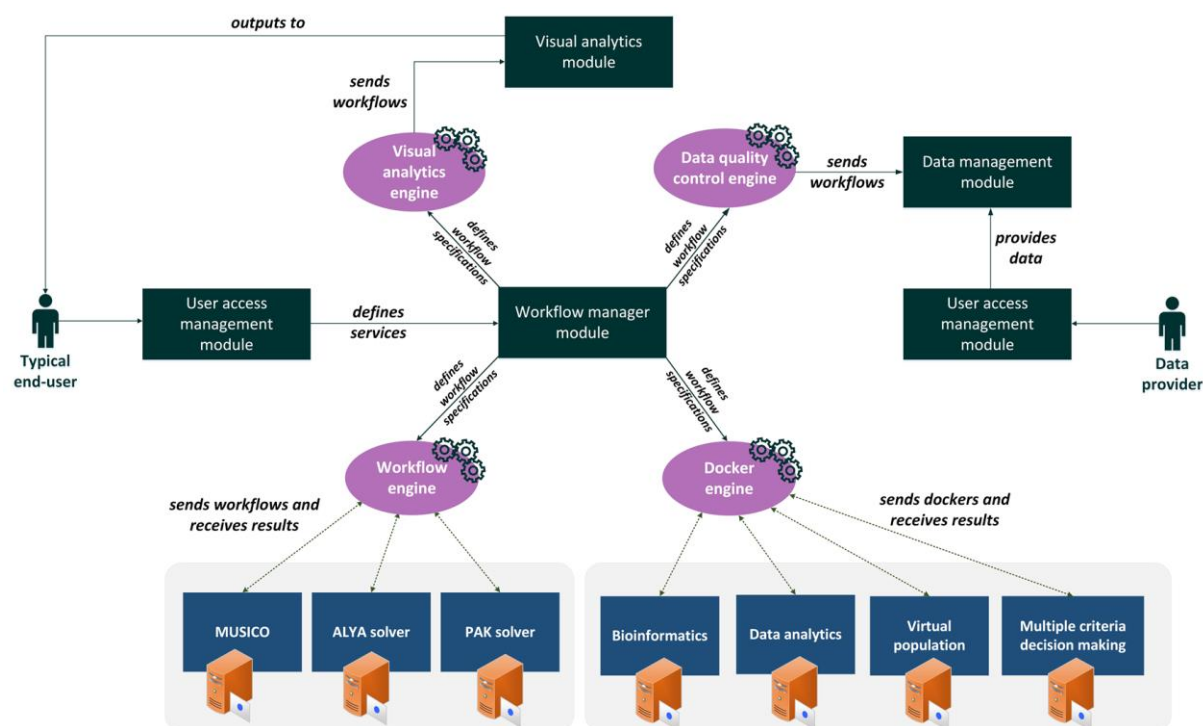 outputs to
Visual analytics
module
sends
workflows
Visual
analytics
engine
Data quality
control engine
sends
workflows
Data management
module
defines
workflow
specifications
defines
workflow
specifications
provides
data
User access
management
module
defines
services
Workflow manager
module
User access
management
module
Typical
end-user
Data
provider
defines
workflow
specifications
defines
workflow
specifications
Workflow
engine
Docker
engine
sends workflows and
receives results
sends dockers and
receives results
MUSICO
ALYA solver
PAK solver
Bioinformatics
Data analytics
Virtual
population
Multiple criteria
decision making